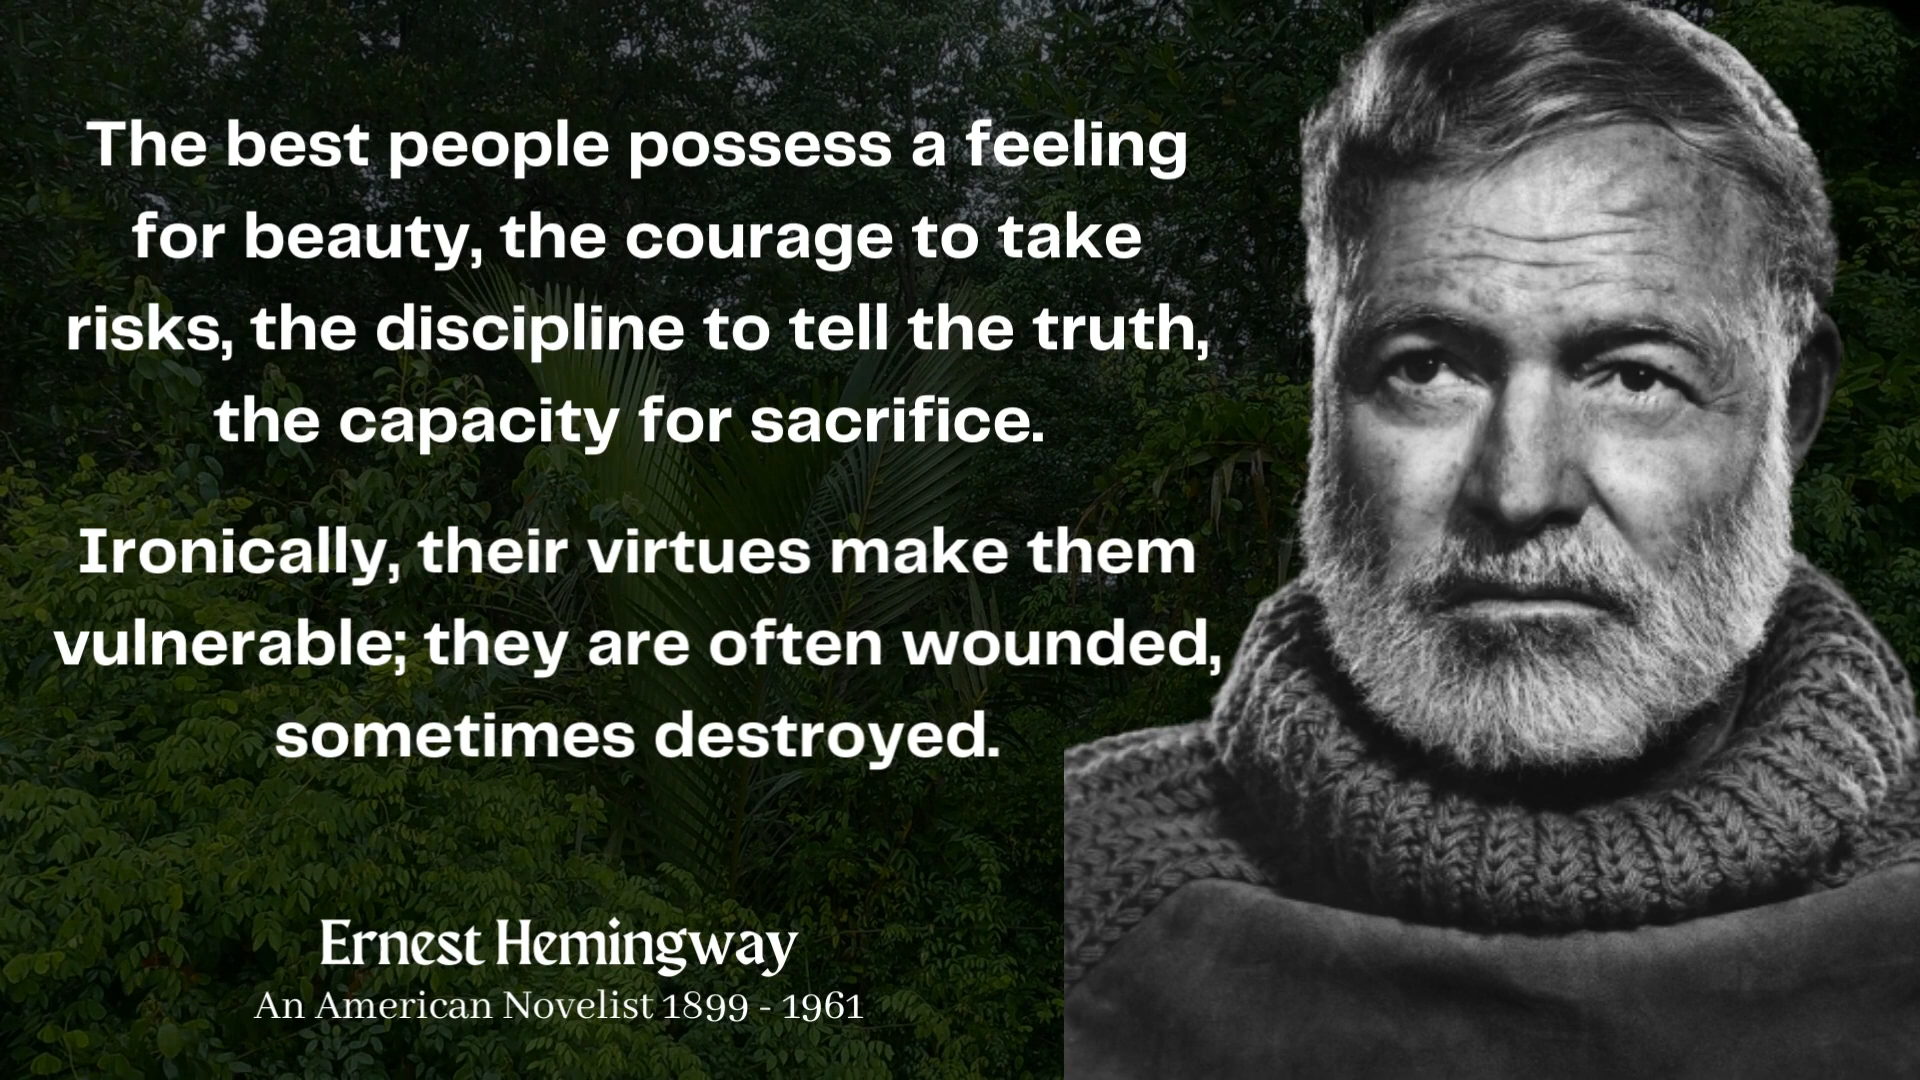 The best people possess a feeling
for beauty, the courage to take
risks, the discipline to tell the truth,
the capacity for sacrifice.
Ironically, their virtues make them
vulnerable; they are often wounded,
sometimes destroyed.
Ernest Hemingway
An American Novelist 1899 - 1961